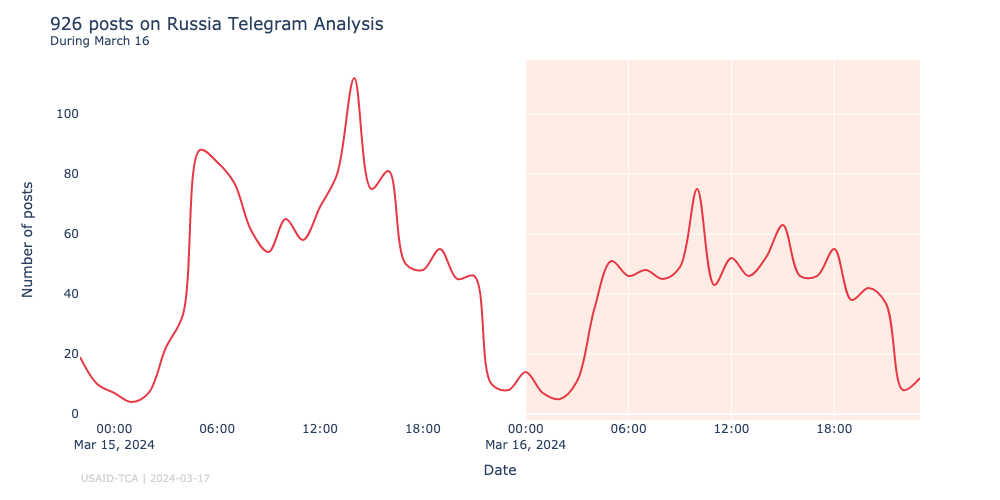 926 posts on Russia Telegram Analysis
During March 16
Number of posts
100
80
60
40
20
0
00:00 06:00 12:00 18:00 00:00 06:00 12:00 18:00
Mar 15, 2024 Mar 16, 2024
Date
USAID-TCA | 2024-03-17